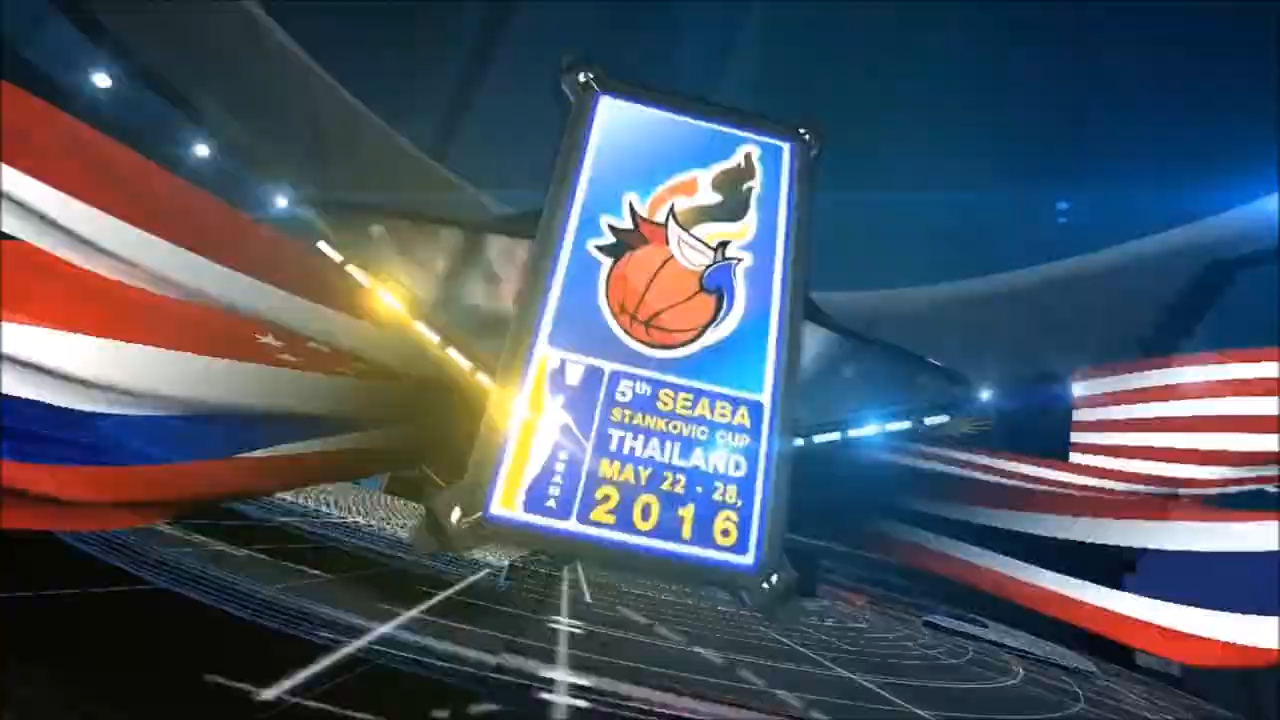 5th SEABA
STANKOVIC CUP
THAILAND
MAY 22 - 28,
2016
SEABA